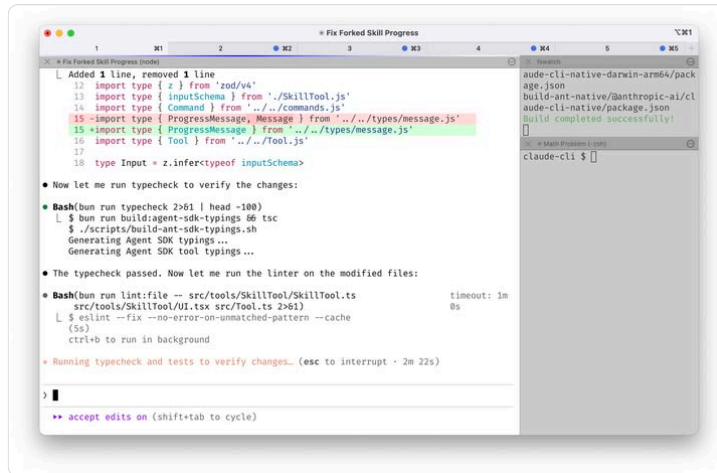 ✳ Fix Forked Skill Progress
⌥⌘1
1 ⌘1 2 ⌘2 3 ⌘3 4 ⌘4 5 ⌘5 +
✳ Fix Forked Skill Progress (node)
Added 1 line, removed 1 line
12 import type { z } from 'zod/v4'
13 import type { inputSchema } from './SkillTool.js'
14 import type { Command } from '../../commands.js'
15 -import type { ProgressMessage, Message } from '../../types/message.js'
15 +import type { ProgressMessage } from '../../types/message.js'
16 import type { Tool } from '../../Tool.js'
17
18 type Input = z.infer<typeof inputSchema>
● Now let me run typecheck to verify the changes:
● Bash(bun run typecheck 2>&1 | head -100)
$ bun run build:agent-sdk-typings && tsc
$ ./scripts/build-ant-sdk-typings.sh
Generating Agent SDK typings...
Generating Agent SDK tool typings...
● The typecheck passed. Now let me run the linter on the modified files:
● Bash(bun run lint:file -- src/tools/SkillTool/SkillTool.ts timeout: 1m
src/tools/SkillTool/UI.tsx src/Tool.ts 2>&1) 0s
$ eslint --fix --no-error-on-unmatched-pattern --cache
(5s)
ctrl+b to run in background
✳ Running typecheck and tests to verify changes… (esc to interrupt · 2m 22s)
❯
▸▸ accept edits on (shift+tab to cycle)
aude-cli-native-darwin-arm64/pack
age.json
build-ant-native/@anthropic-ai/cl
aude-cli-native/package.json
Build completed successfully!
✳ Math Problem (-zsh)
claude-cli $